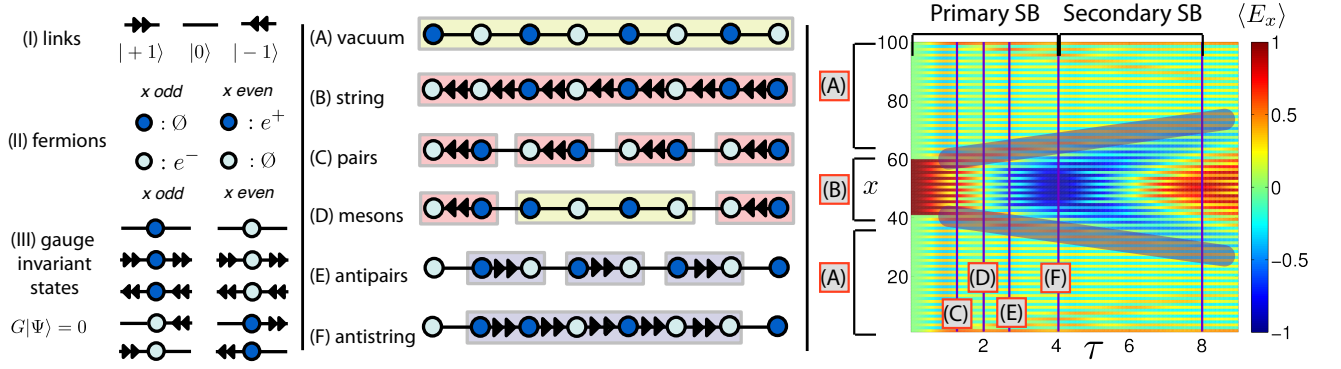 (I) links
|+1⟩ |0⟩ |−1⟩
x odd x even
(II) fermions
: Ø : e⁺
: e⁻ : Ø
x odd x even
(III) gauge
invariant
states
G|Ψ⟩ = 0
(A) vacuum
(B) string
(C) pairs
(D) mesons
(E) antipairs
(F) antistring
Primary SB Secondary SB ⟨Eₓ⟩
(A)
(B)
(A)
x
100
80
60
40
20
(C)
(D)
(E)
(F)
2 4 τ 6 8
1
0.5
0
−0.5
−1